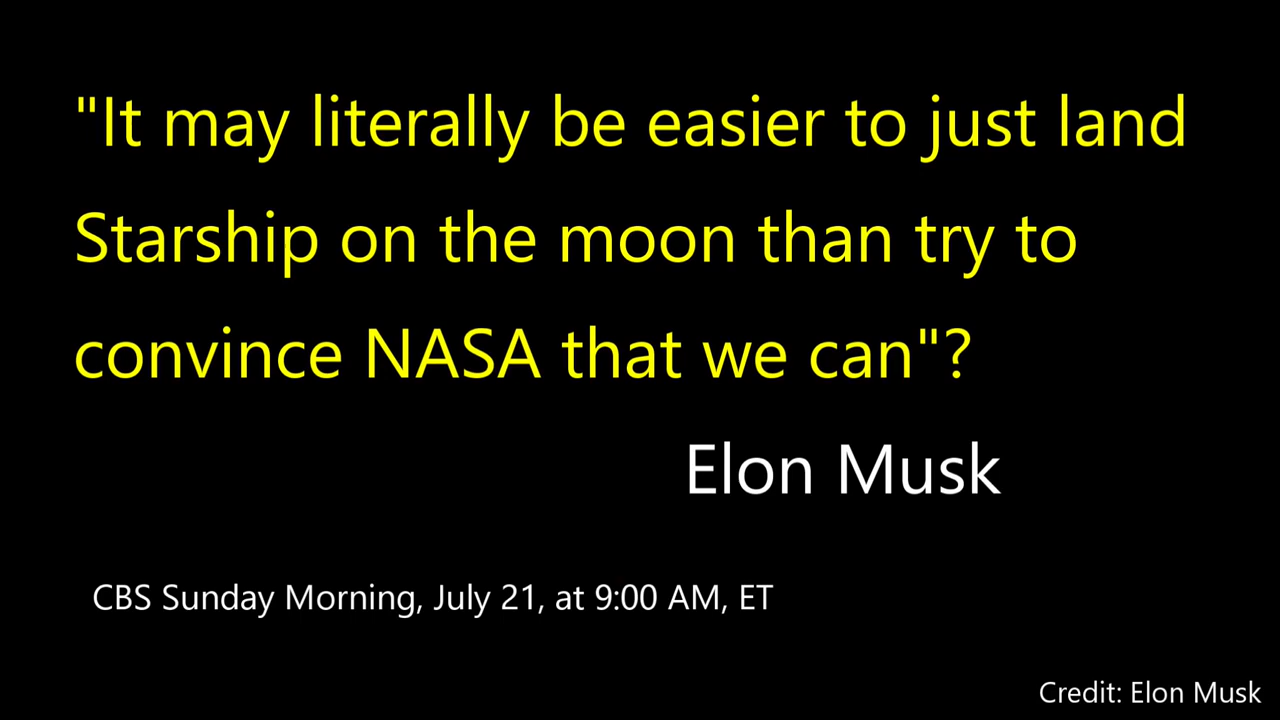 "It may literally be easier to just land
Starship on the moon than try to
convince NASA that we can"?
Elon Musk
CBS Sunday Morning, July 21, at 9:00 AM, ET
Credit: Elon Musk